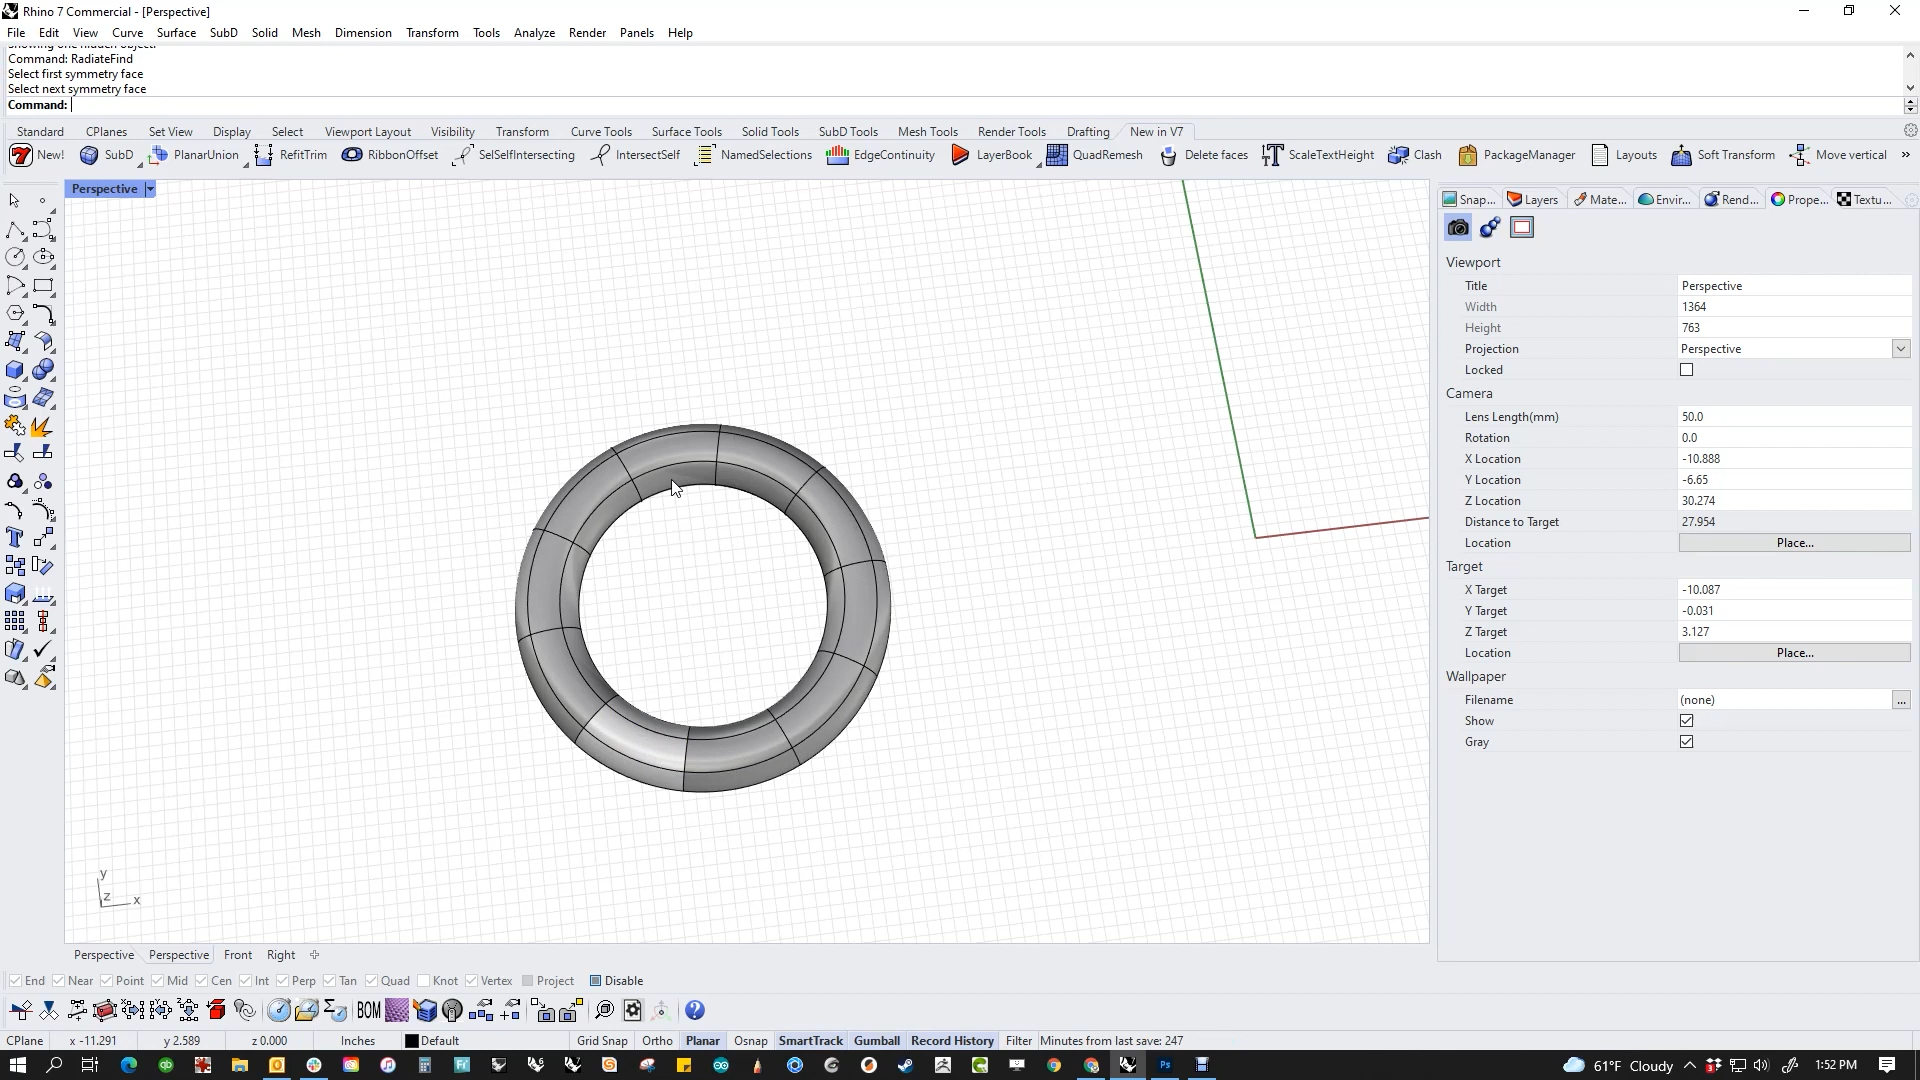 Rhino 7 Commercial - [Perspective]
File Edit View Curve Surface SubD Solid Mesh Dimension Transform Tools Analyze Render Panels Help
Showing one hidden object.
Command: RadiateFind
Select first symmetry face
Select next symmetry face
Command:
Standard CPlanes Set View Display Select Viewport Layout Visibility Transform Curve Tools Surface Tools Solid Tools SubD Tools Mesh Tools Render Tools Drafting New in V7
7 New! SubD PlanarUnion RefitTrim RibbonOffset SelSelfIntersecting IntersectSelf NamedSelections EdgeContinuity LayerBook QuadRemesh Delete faces ScaleTextHeight Clash PackageManager Layouts Soft Transform Move vertical »
Perspective
Snap... Layers Mate... Envir... Rend... Prope... Textu...
Viewport
Title Perspective
Width 1364
Height 763
Projection Perspective
Locked
Camera
Lens Length(mm) 50.0
Rotation 0.0
X Location -10.888
Y Location -6.65
Z Location 30.274
Distance to Target 27.954
Location Place...
Target
X Target -10.087
Y Target -0.031
Z Target 3.127
Location Place...
Wallpaper
Filename (none) ...
Show
Gray
y
z x
Perspective Perspective Front Right
End Near Point Mid Cen Int Perp Tan Quad Knot Vertex Project Disable
BOM
CPlane x -11.291 y 2.589 z 0.000 Inches Default Grid Snap Ortho Planar Osnap SmartTrack Gumball Record History Filter Minutes from last save: 247
61°F Cloudy 1:52 PM